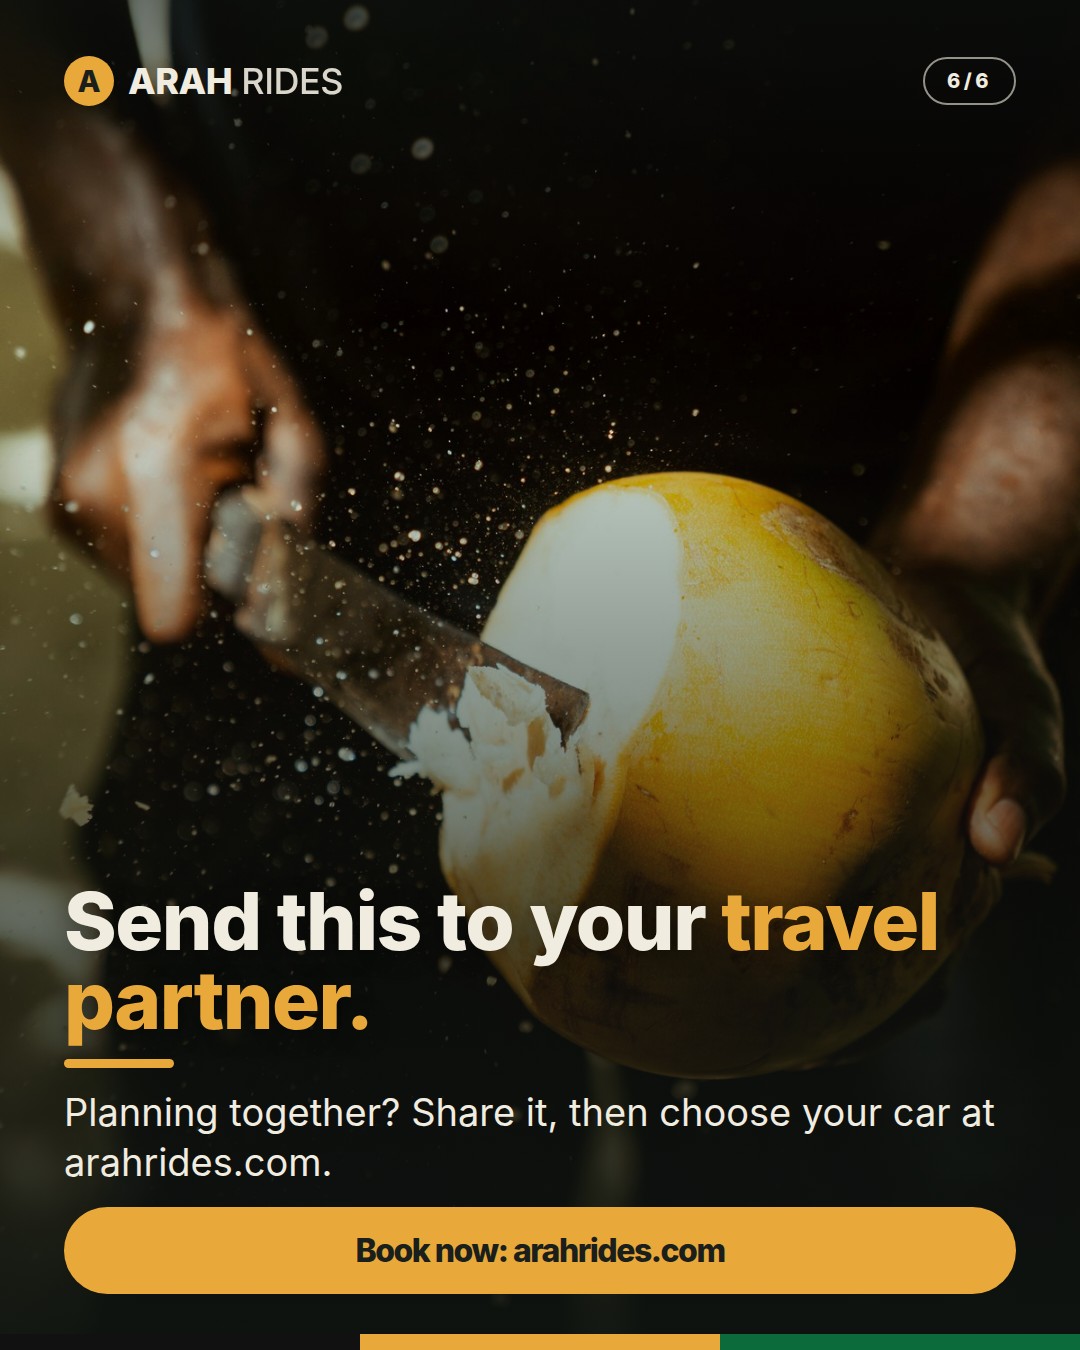 A ARAH RIDES
6/6
Send this to your travel
partner.
Planning together? Share it, then choose your car at
arahrides.com.
Book now: arahrides.com